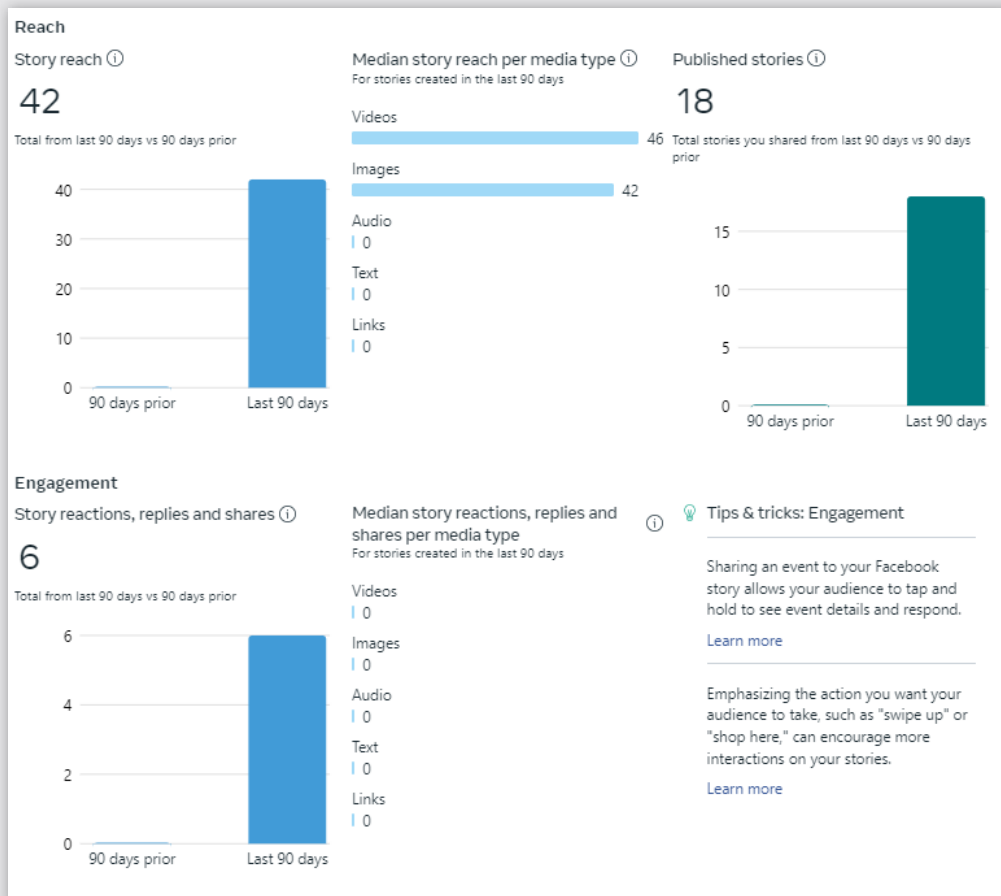 Reach
Story reach
42
Total from last 90 days vs 90 days prior
40
30
20
10
0
90 days prior
Last 90 days
Median story reach per media type
For stories created in the last 90 days
Videos
46
Images
42
Audio
0
Text
0
Links
0
Published stories
18
Total stories you shared from last 90 days vs 90 days
prior
15
10
5
0
90 days prior
Last 90 days
Engagement
Story reactions, replies and shares
6
Total from last 90 days vs 90 days prior
6
4
2
0
90 days prior
Last 90 days
Median story reactions, replies and
shares per media type
For stories created in the last 90 days
Videos
0
Images
0
Audio
0
Text
0
Links
0
Tips & tricks: Engagement
Sharing an event to your Facebook
story allows your audience to tap and
hold to see event details and respond.
Learn more
Emphasizing the action you want your
audience to take, such as "swipe up" or
"shop here," can encourage more
interactions on your stories.
Learn more